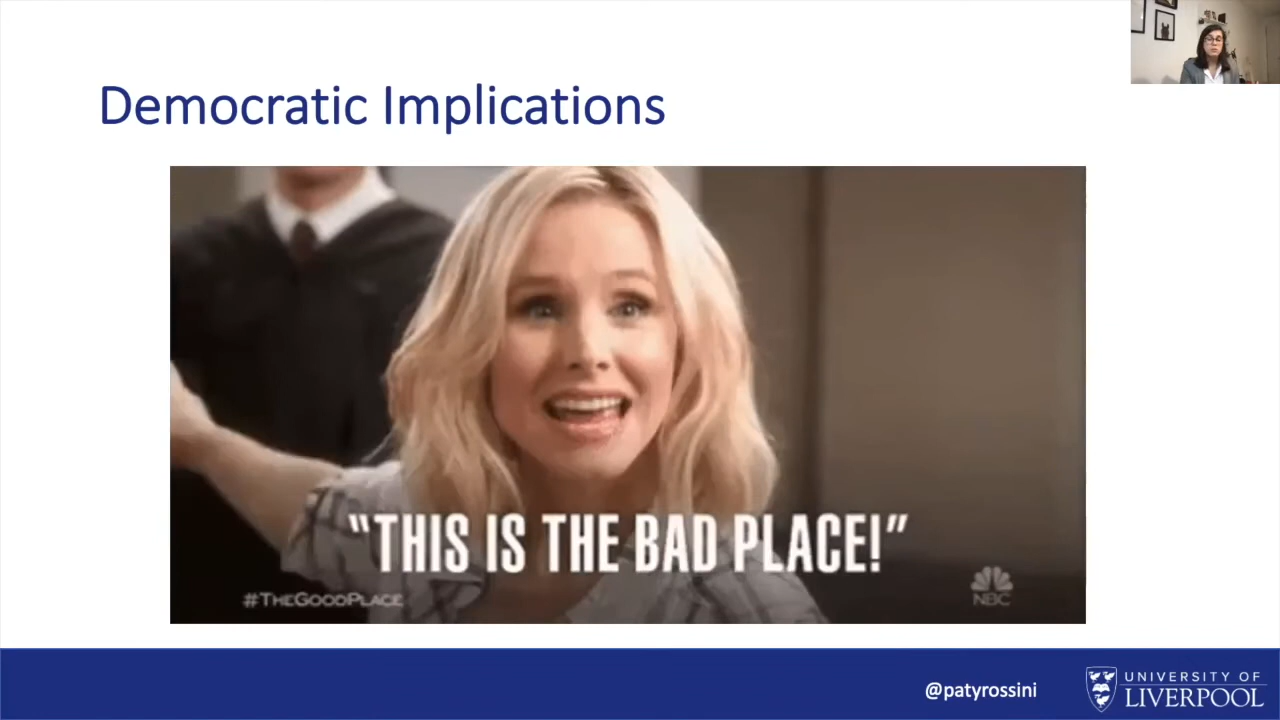 Democratic Implications
“THIS IS THE BAD PLACE!”
#THEGOODPLACE
NBC
@patyrossini
UNIVERSITY OF
LIVERPOOL